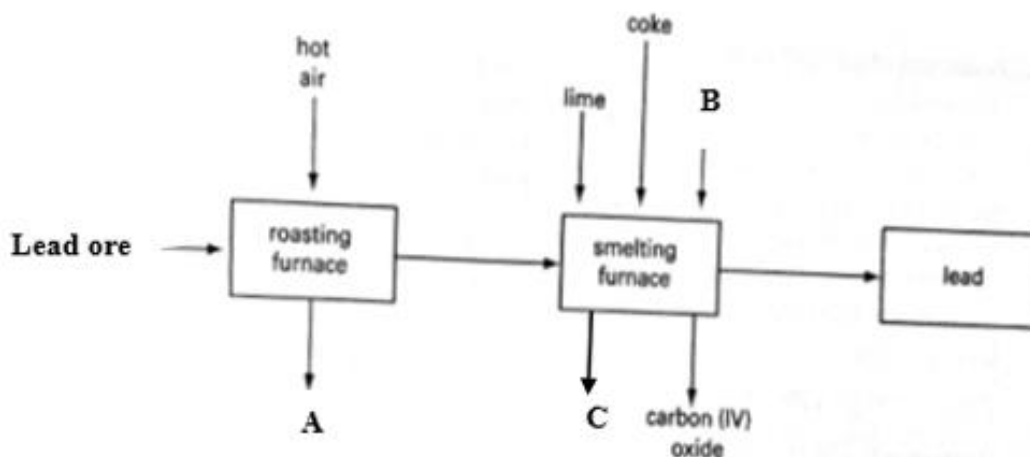 coke
hot
air
lime
B
Lead ore
roasting
furnace
smelting
furnace
lead
A
C
carbon (IV)
oxide